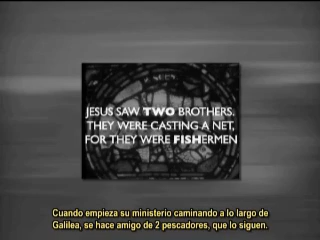 JESUS SAW TWO BROTHERS.
THEY WERE CASTING A NET,
FOR THEY WERE FISHERMEN
Cuando empieza su ministerio caminando a lo largo de
Galilea, se hace amigo de 2 pescadores, que lo siguen.